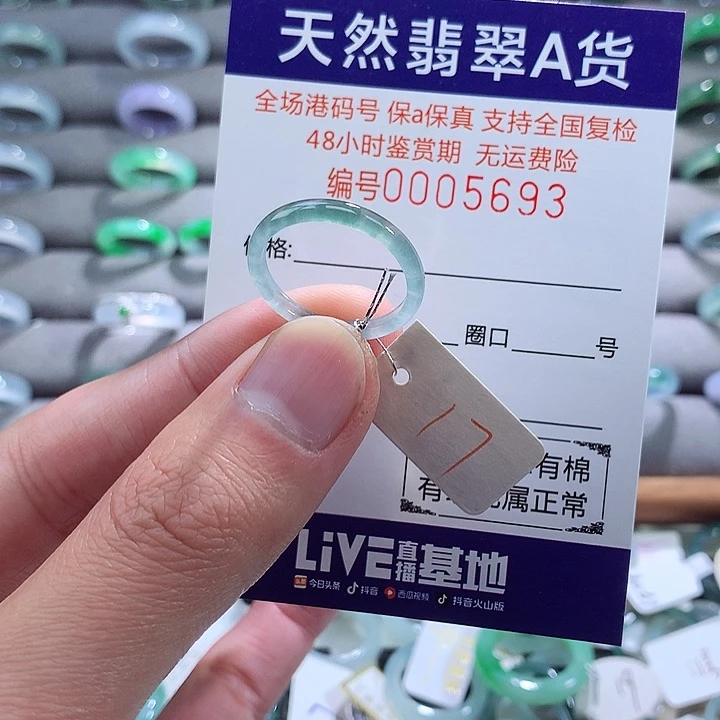 天然翡翠A货
全场港码号 保a保真 支持全国复检
48小时鉴赏期 无运费险
编号0005693
格:
圈口 号
17
有棉
有 属正常
LiVE直播基地
头条 今日头条 抖音 西瓜视频 抖音火山版
19